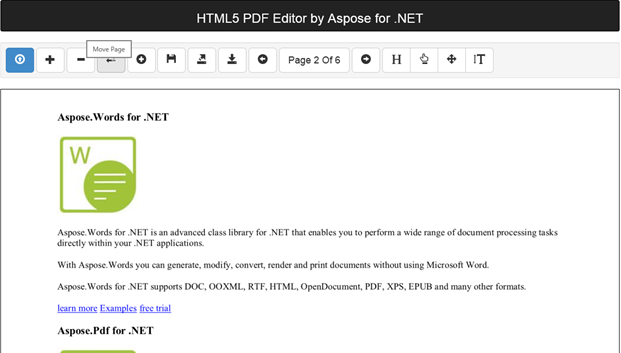 HTML5 PDF Editor by Aspose for .NET
Move Page
Page 2 Of 6
H
T
Aspose.Words for .NET
W
Aspose.Words for .NET is an advanced class library for .NET that enables you to perform a wide range of document processing tasks
directly within your .NET applications.
With Aspose.Words you can generate, modify, convert, render and print documents without using Microsoft Word.
Aspose.Words for .NET supports DOC, OOXML, RTF, HTML, OpenDocument, PDF, XPS, EPUB and many other formats.
learn more Examples free trial
Aspose.Pdf for .NET